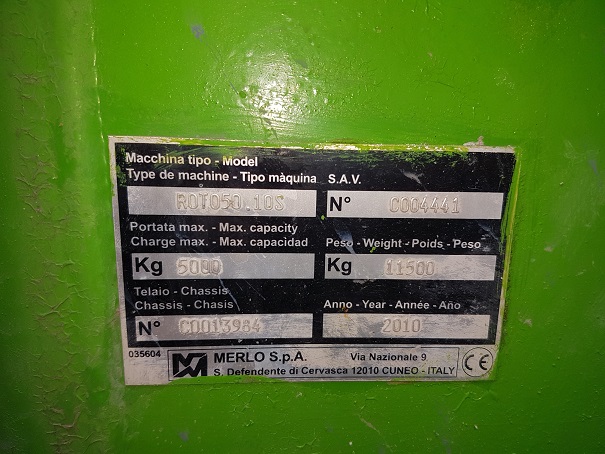 Macchina tipo - Model
Type de machine - Tipo màquina S.A.V.
ROTO50.10S N° C004441
Portata max. - Max. capacity
Charge max. - Max. capacidad Peso - Weight - Poids - Peso
Kg 5000 Kg 11500
Telaio - Chassis
Chassis - Chasis Anno - Year - Année - Año
N° C0013984 2010
035604 MERLO S.p.A. Via Nazionale 9
S. Defendente di Cervasca 12010 CUNEO - ITALY CE